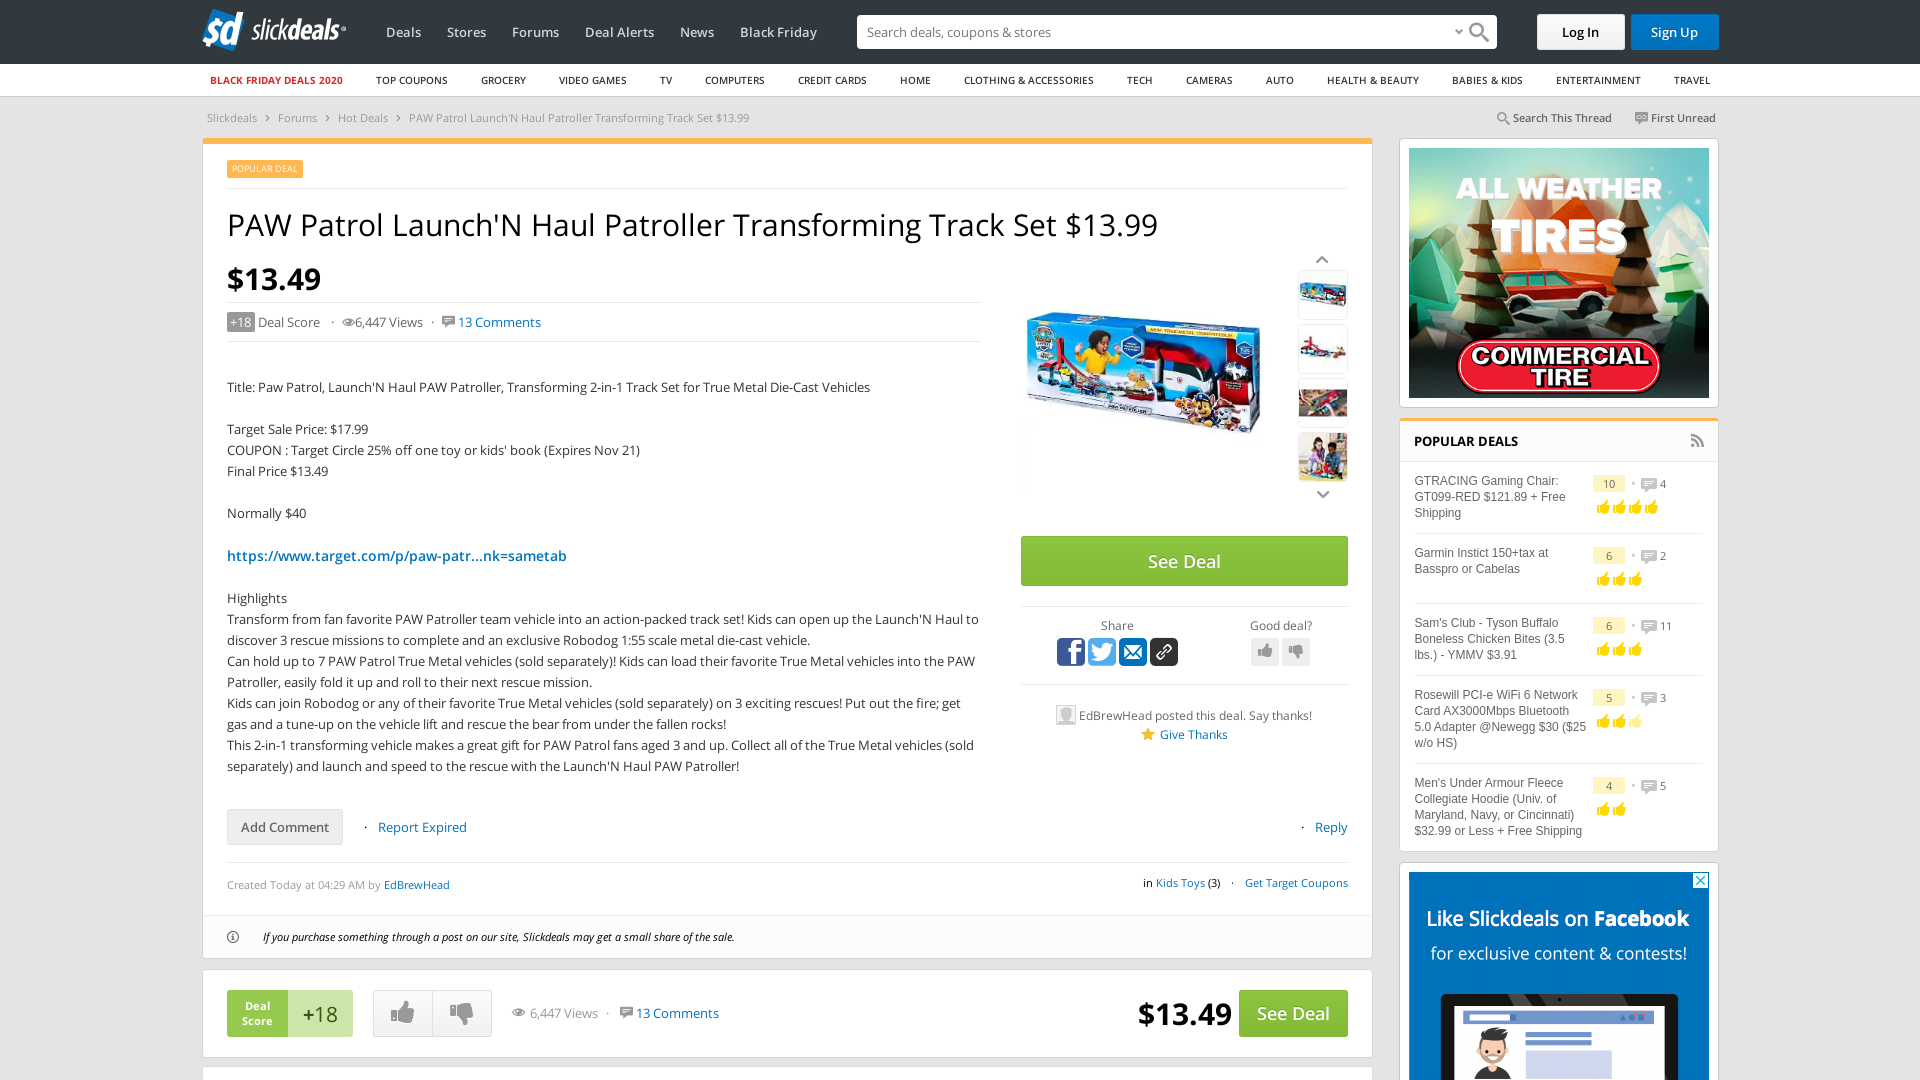 sd slickdeals
Deals
Stores
Forums
Deal Alerts
News
Black Friday
Search deals, coupons & stores
Log In
Sign Up
BLACK FRIDAY DEALS 2020
TOP COUPONS
GROCERY
VIDEO GAMES
TV
COMPUTERS
CREDIT CARDS
HOME
CLOTHING & ACCESSORIES
TECH
CAMERAS
AUTO
HEALTH & BEAUTY
BABIES & KIDS
ENTERTAINMENT
TRAVEL
Slickdeals > Forums > Hot Deals > PAW Patrol Launch'N Haul Patroller Transforming Track Set $13.99
Search This Thread
First Unread
POPULAR DEAL
PAW Patrol Launch'N Haul Patroller Transforming Track Set $13.99
$13.49
+18 Deal Score · 6,447 Views · 13 Comments
Title: Paw Patrol, Launch'N Haul PAW Patroller, Transforming 2-in-1 Track Set for True Metal Die-Cast Vehicles
Target Sale Price: $17.99
COUPON : Target Circle 25% off one toy or kids' book (Expires Nov 21)
Final Price $13.49
Normally $40
https://www.target.com/p/paw-patr...nk=sametab
Highlights
Transform from fan favorite PAW Patroller team vehicle into an action-packed track set! Kids can open up the Launch'N Haul to
discover 3 rescue missions to complete and an exclusive Robodog 1:55 scale metal die-cast vehicle.
Can hold up to 7 PAW Patrol True Metal vehicles (sold separately)! Kids can load their favorite True Metal vehicles into the PAW
Patroller, easily fold it up and roll to their next rescue mission.
Kids can join Robodog or any of their favorite True Metal vehicles (sold separately) on 3 exciting rescues! Put out the fire; get
gas and a tune-up on the vehicle lift and rescue the bear from under the fallen rocks!
This 2-in-1 transforming vehicle makes a great gift for PAW Patrol fans aged 3 and up. Collect all of the True Metal vehicles (sold
separately) and launch and speed to the rescue with the Launch'N Haul PAW Patroller!
See Deal
Share
Good deal?
EdBrewHead posted this deal. Say thanks!
Give Thanks
Add Comment
· Report Expired
· Reply
Created Today at 04:29 AM by EdBrewHead
in Kids Toys (3) · Get Target Coupons
If you purchase something through a post on our site, Slickdeals may get a small share of the sale.
Deal
Score
+18
6,447 Views · 13 Comments
$13.49
See Deal
ALL WEATHER
TIRES
COMMERCIAL
TIRE
POPULAR DEALS
GTRACING Gaming Chair:
GT099-RED $121.89 + Free
Shipping
10 • 4
Garmin Instict 150+tax at
Basspro or Cabelas
6 • 2
Sam's Club - Tyson Buffalo
Boneless Chicken Bites (3.5
lbs.) - YMMV $3.91
6 • 11
Rosewill PCI-e WiFi 6 Network
Card AX3000Mbps Bluetooth
5.0 Adapter @Newegg $30 ($25
w/o HS)
5 • 3
Men's Under Armour Fleece
Collegiate Hoodie (Univ. of
Maryland, Navy, or Cincinnati)
$32.99 or Less + Free Shipping
4 • 5
Like Slickdeals on Facebook
for exclusive content & contests!